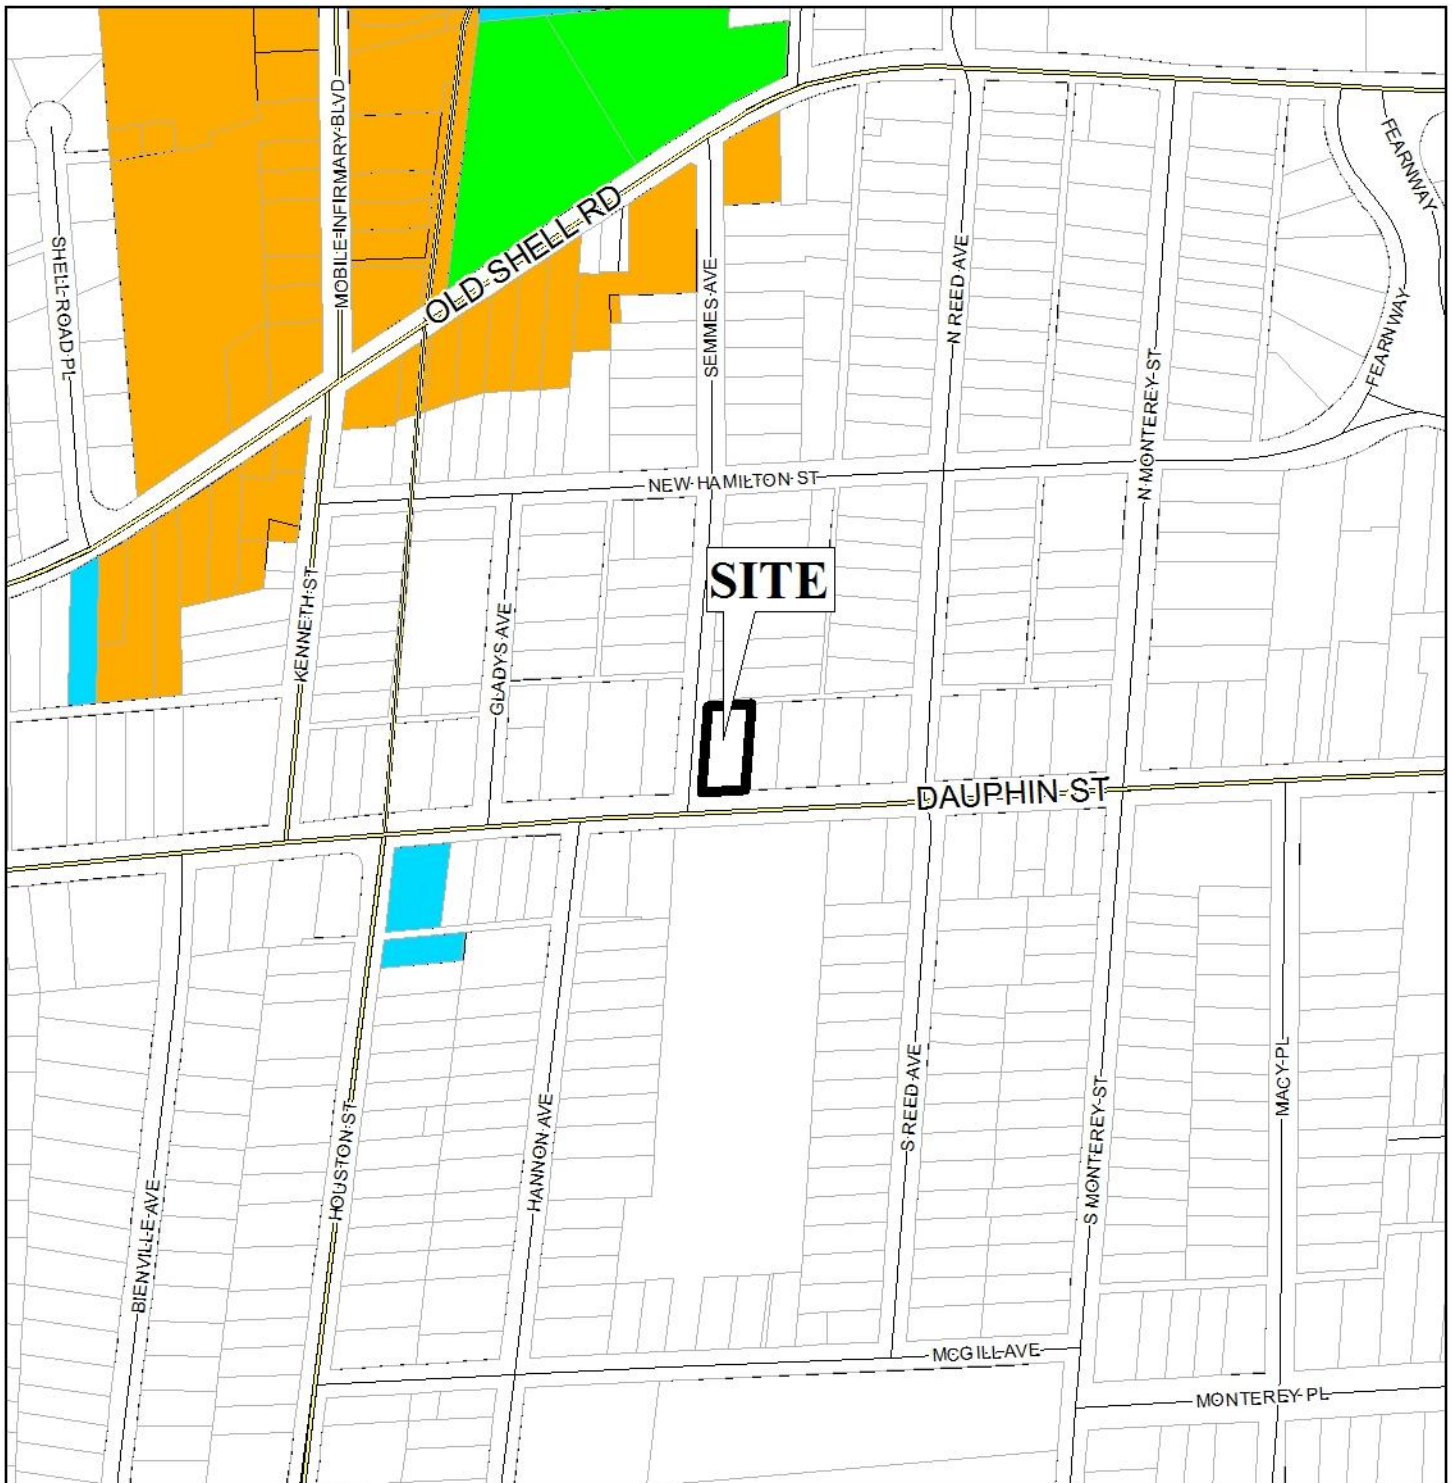 FEARNWAY
FEARNWAY
MOBILE INFIRMARY BLVD
OLD SHELL RD
SHELL ROAD PL
SEMMES AVE
N REED AVE
FEARNWAY
N MONTEREY ST
NEW HAMILTON ST
SITE
KENNETH ST
GLADYS AVE
DAUPHIN ST
S REED AVE
MACY PL
HOUSTON ST
HANNON AVE
S MONTEREY ST
BIENVILLE AVE
MCGILL AVE
MONTEREY PL